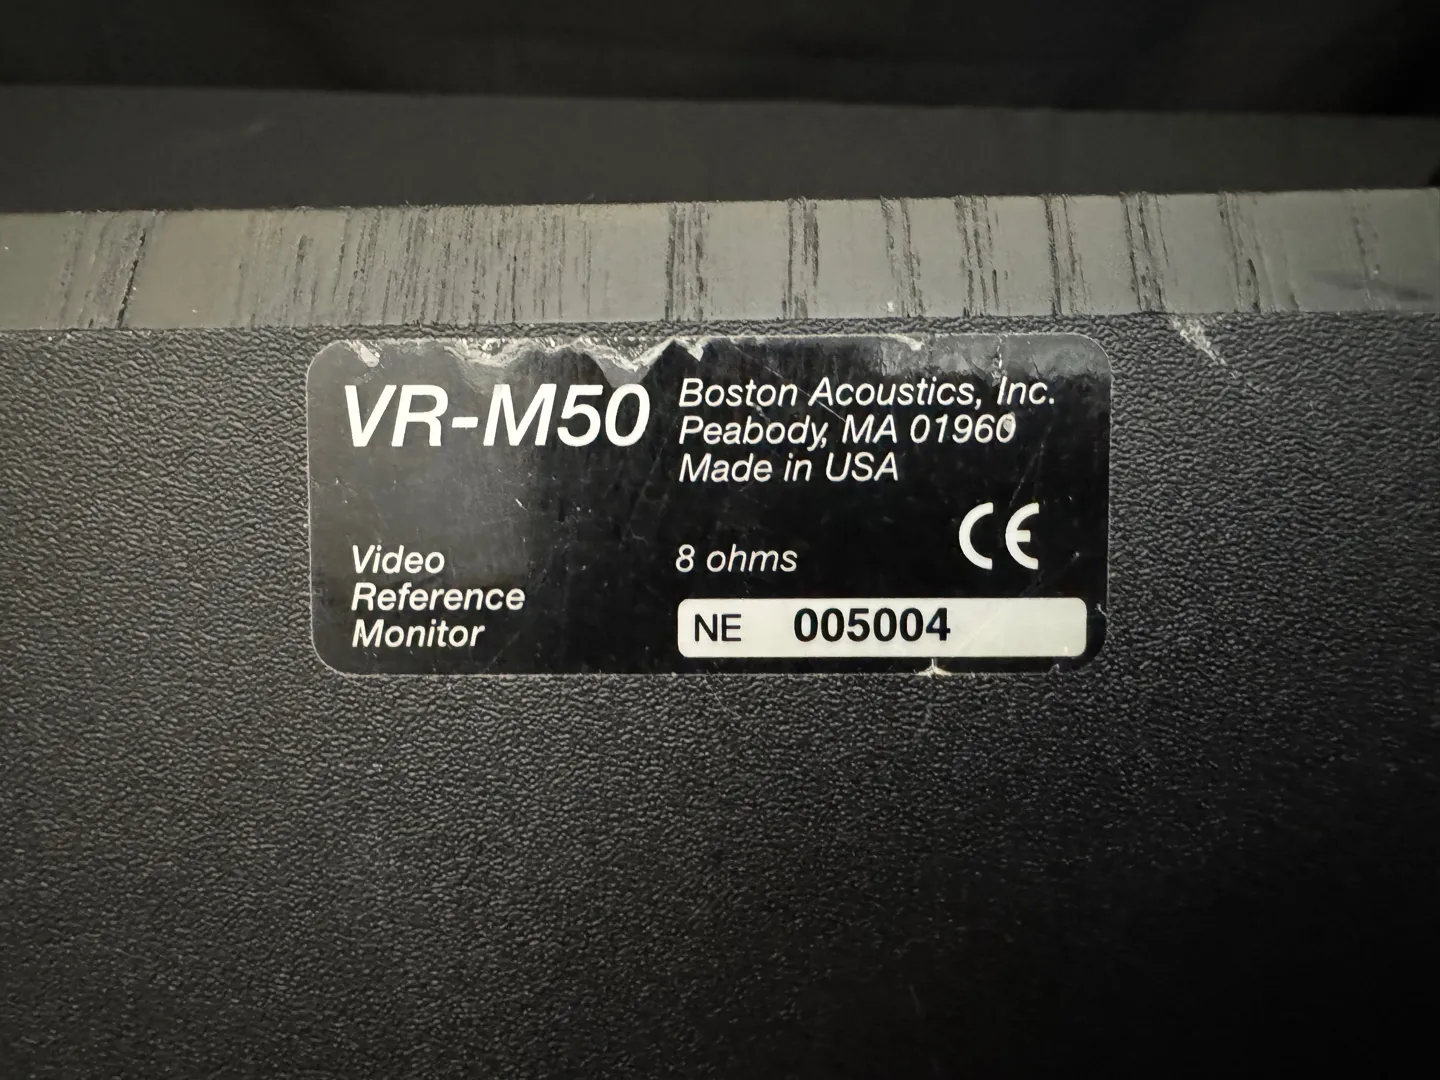 VR-M50
Boston Acoustics, Inc.
Peabody, MA 01960
Made in USA
Video
Reference
Monitor
8 ohms
CE
NE 005004